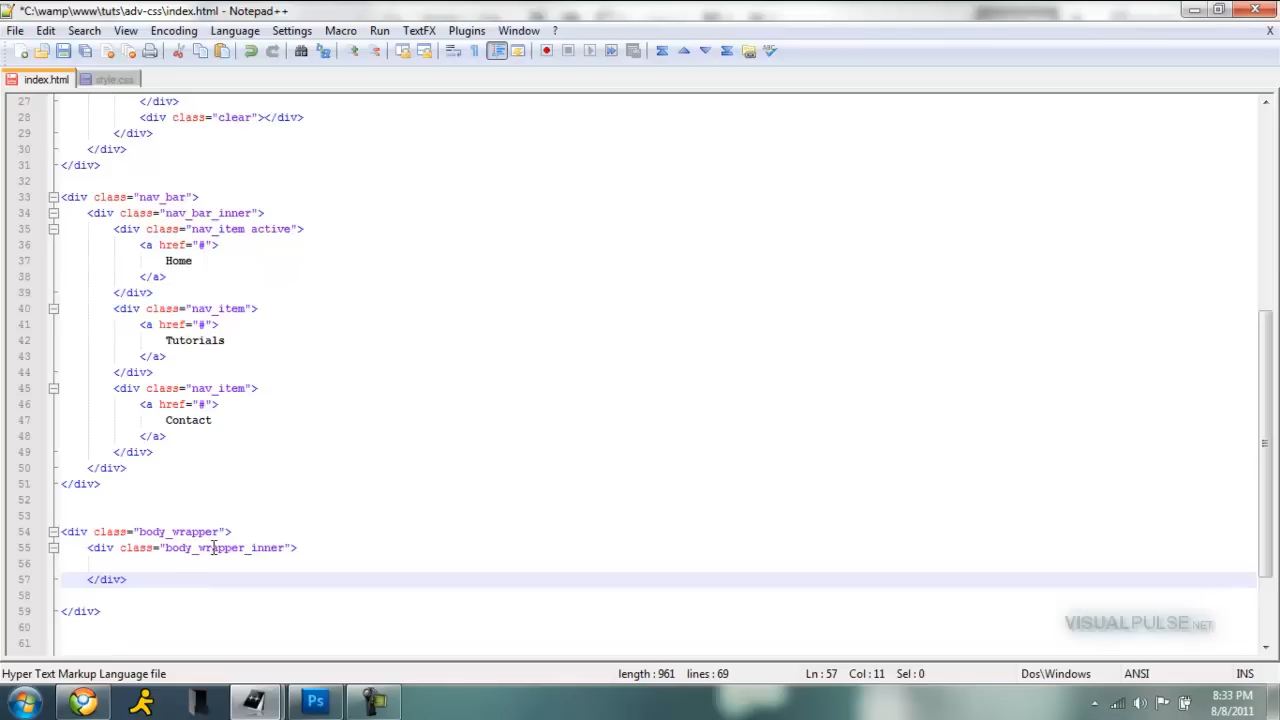 *C:\wamp\www\tuts\adv-css\index.html - Notepad++
File Edit Search View Encoding Language Settings Macro Run TextFX Plugins Window ? X
index.html style.css
27 </div>
28 <div class="clear"></div>
29 </div>
30 </div>
31 </div>
32
33 <div class="nav_bar">
34 <div class="nav_bar_inner">
35 <div class="nav_item active">
36 <a href="#">
37 Home
38 </a>
39 </div>
40 <div class="nav_item">
41 <a href="#">
42 Tutorials
43 </a>
44 </div>
45 <div class="nav_item">
46 <a href="#">
47 Contact
48 </a>
49 </div>
50 </div>
51 </div>
52
53
54 <div class="body_wrapper">
55 <div class="body_wrapper_inner">
56
57 </div>
58
59 </div>
60
61
VISUALPULSE.NET
Hyper Text Markup Language file length : 961 lines : 69 Ln : 57 Col : 11 Sel : 0 Dos\Windows ANSI INS
Ps
8:33 PM
8/8/2011